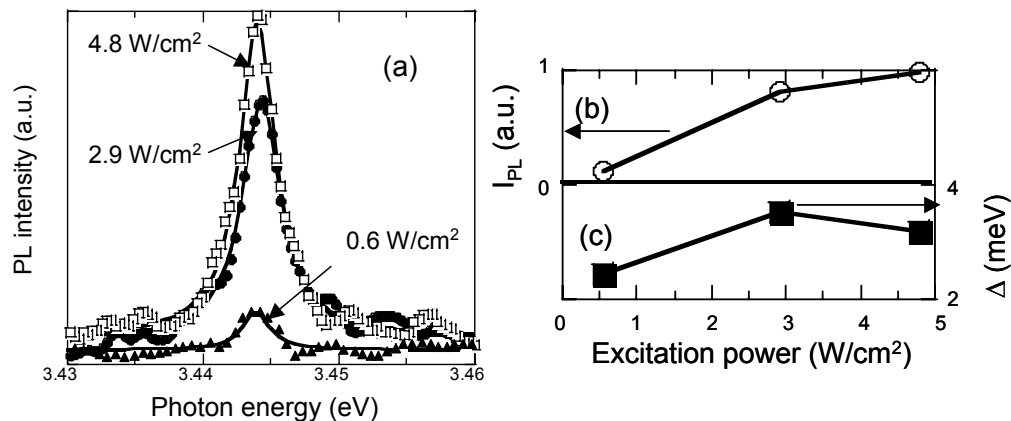 4.8 W/cm²
(a)
2.9 W/cm²
0.6 W/cm²
PL intensity (a.u.)
3.43 3.44 3.45 3.46
Photon energy (eV)
1
(b)
I_PL (a.u.)
0
4
(c)
Δ (meV)
2
0 1 2 3 4 5
Excitation power (W/cm²)